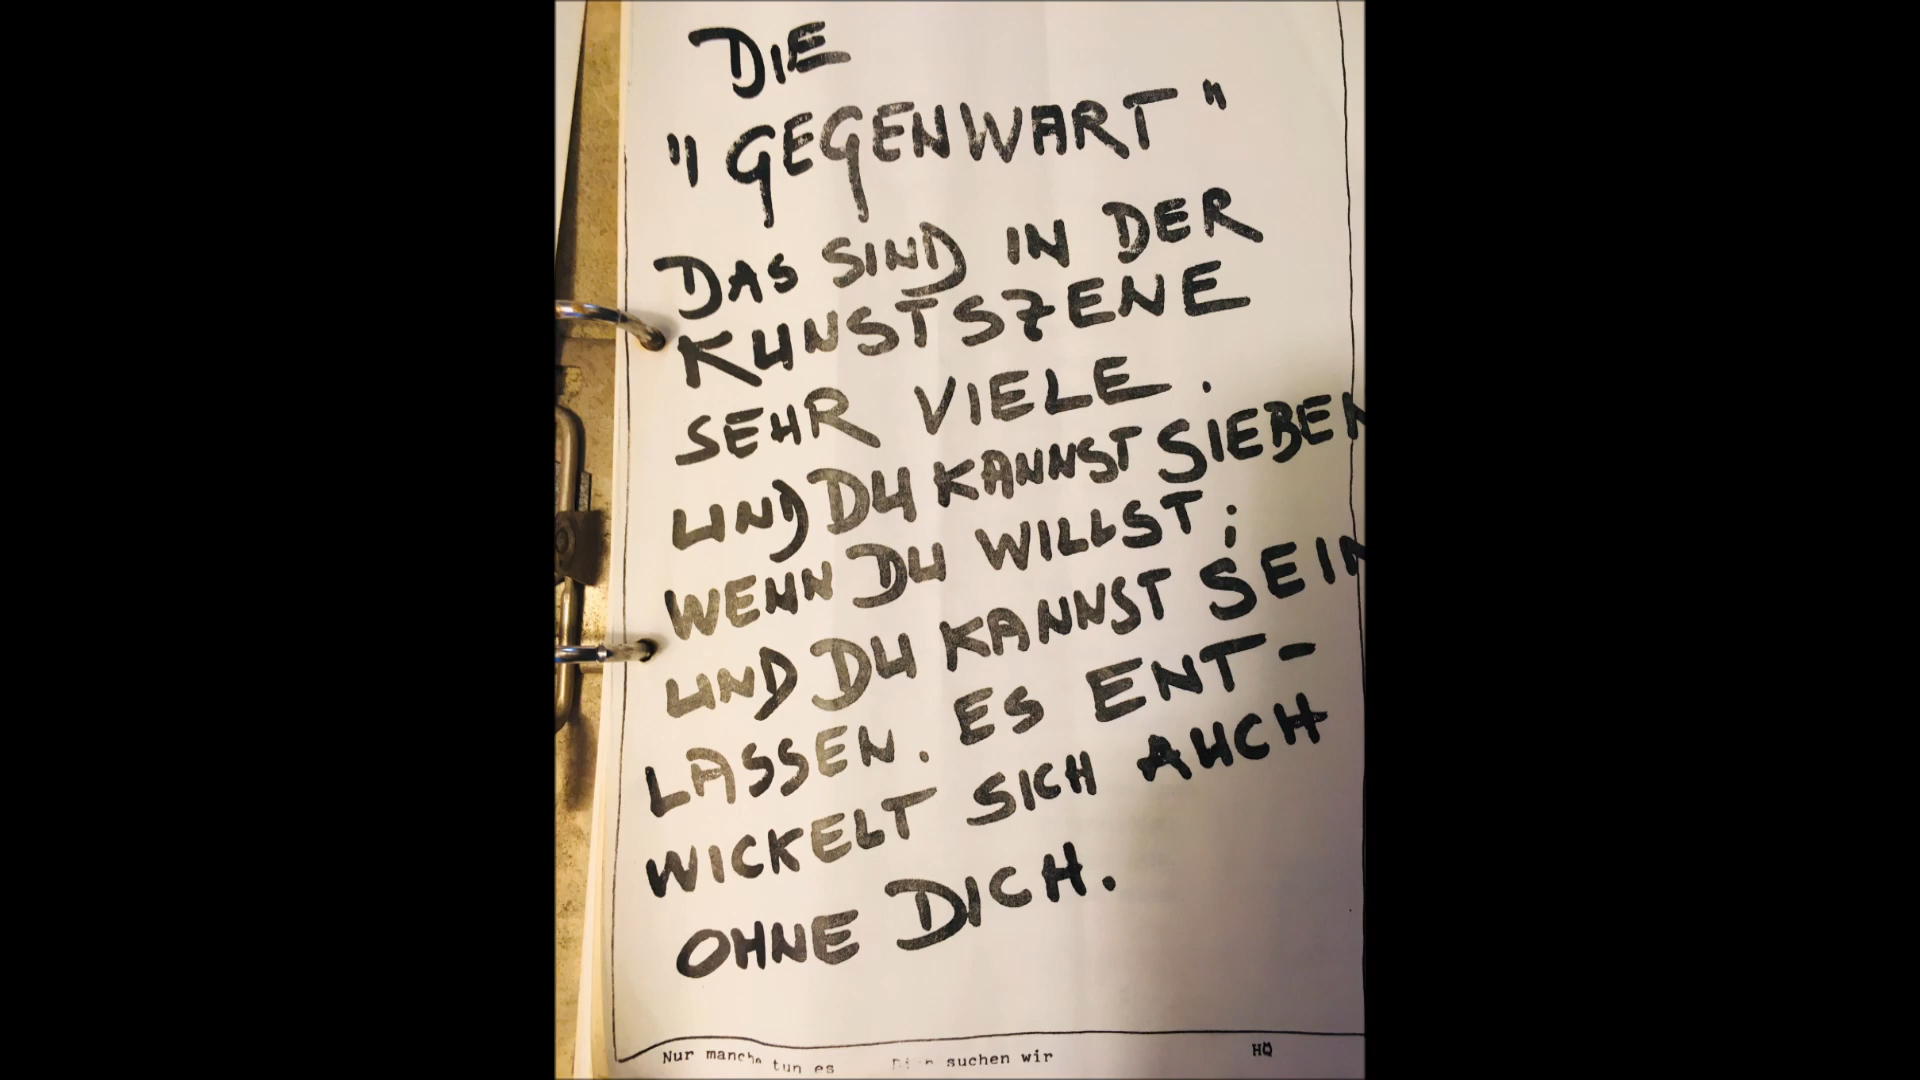 DIE
"GEGENWART"
DAS SIND IN DER
KUNSTSZENE
SEHR VIELE.
UND DU KANNST SIEBEN
WENN DU WILLST;
UND DU KANNST SEIN
LASSEN. ES ENT-
WICKELT SICH AUCH
OHNE DICH.
Nur manche tun es suchen wir HQ